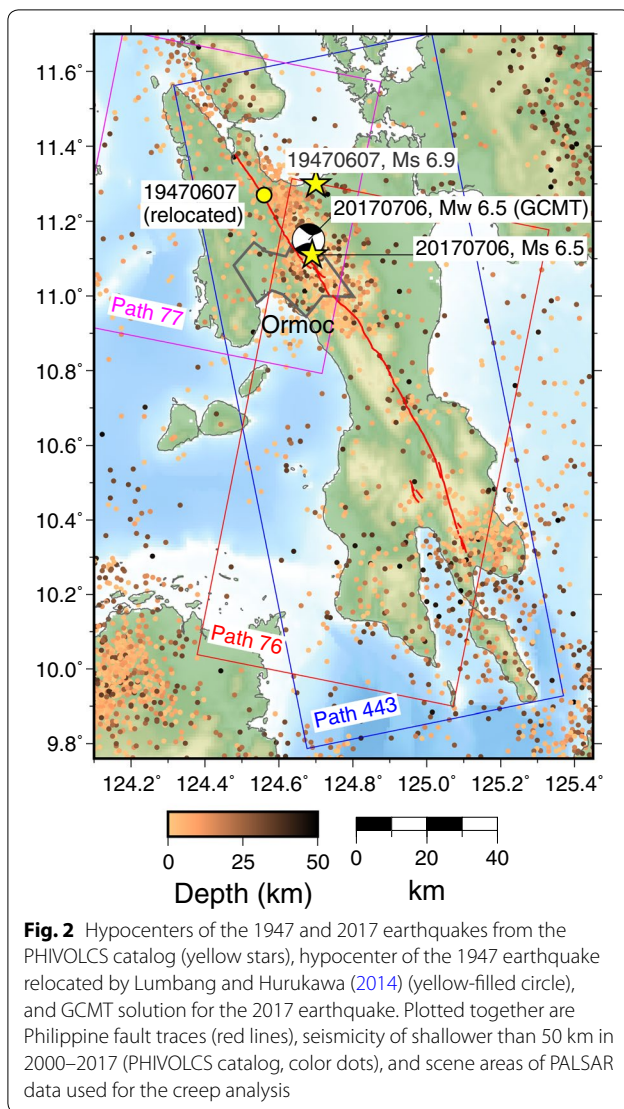 11.6°
11.4°
11.2°
11.0°
10.8°
10.6°
10.4°
10.2°
10.0°
9.8°
19470607, Ms 6.9
19470607
(relocated)
20170706, Mw 6.5 (GCMT)
20170706, Ms 6.5
Path 77
Ormoc
Path 76
Path 443
124.2° 124.4° 124.6° 124.8° 125.0° 125.2° 125.4°
0 25 50
Depth (km)
0 20 40
km
Fig. 2 Hypocenters of the 1947 and 2017 earthquakes from the
PHIVOLCS catalog (yellow stars), hypocenter of the 1947 earthquake
relocated by Lumbang and Hurukawa (2014) (yellow-filled circle),
and GCMT solution for the 2017 earthquake. Plotted together are
Philippine fault traces (red lines), seismicity of shallower than 50 km in
2000–2017 (PHIVOLCS catalog, color dots), and scene areas of PALSAR
data used for the creep analysis